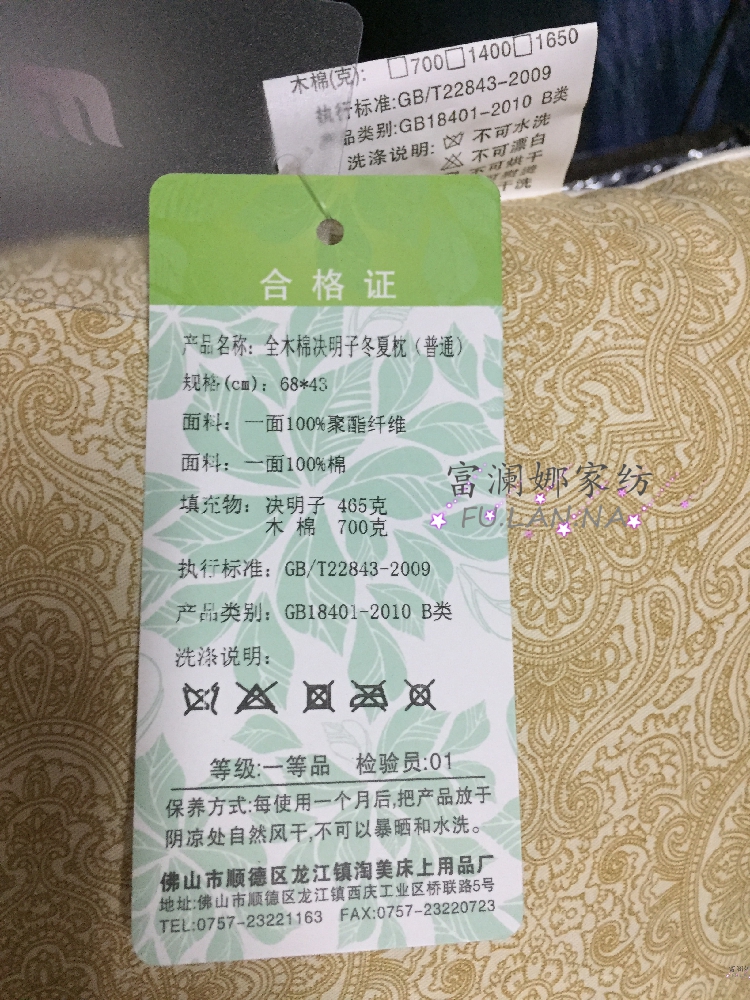 木棉(克): □700□1400□1650
执行标准:GB/T22843-2009
品类别:GB18401-2010 B类
洗涤说明: 不可水洗
不可漂白
不可烘干
干洗
合格证
产品名称: 全木棉决明子冬夏枕(普通)
规格(cm): 68*43
面料: 一面100%聚酯纤维
面料: 一面100%棉
填充物: 决明子 465克
木 棉 700克
执行标准: GB/T22843-2009
产品类别: GB18401-2010 B类
洗涤说明:
等级:一等品 检验员:01
保养方式:每使用一个月后,把产品放于
阴凉处自然风干,不可以暴晒和水洗。
佛山市顺德区龙江镇淘美床上用品厂
地址:佛山市顺德区龙江镇西庆工业区桥联路5号
TEL:0757-23221163 FAX:0757-23220723
富澜娜家纺
FU.LAN.NA